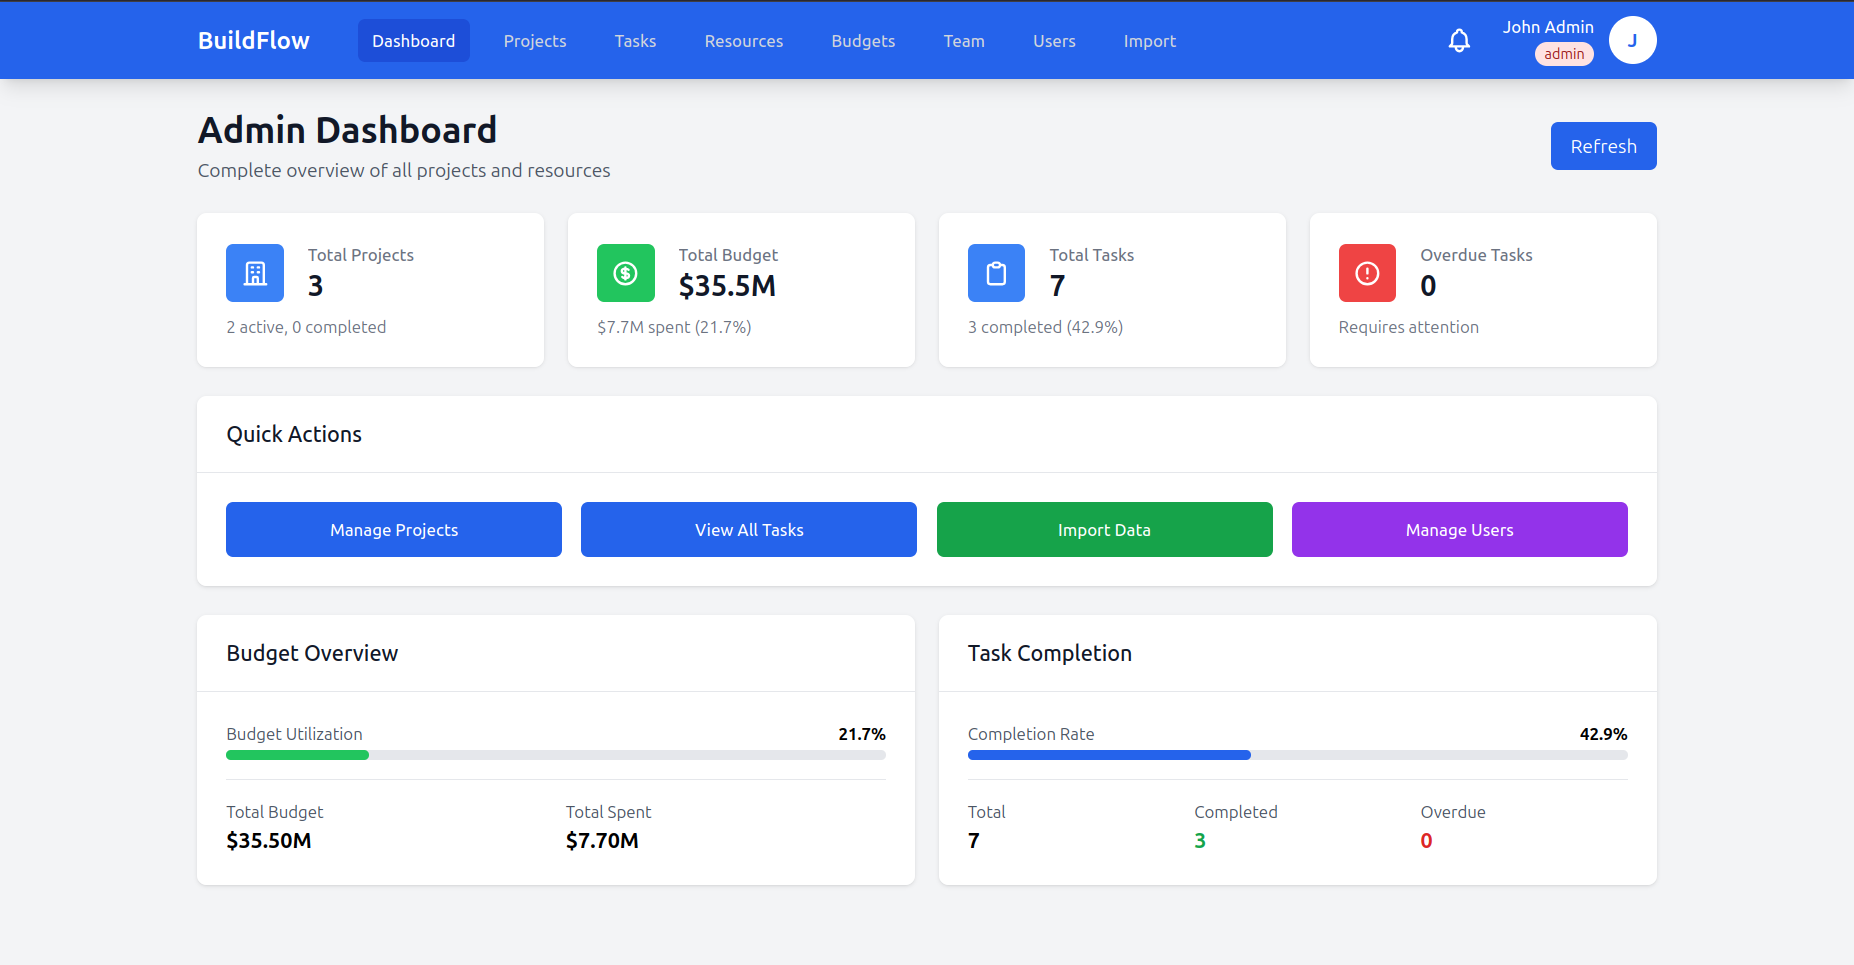 BuildFlow
Dashboard
Projects
Tasks
Resources
Budgets
Team
Users
Import
John Admin
admin
J
Admin Dashboard
Complete overview of all projects and resources
Refresh
Total Projects
3
2 active, 0 completed
Total Budget
$35.5M
$7.7M spent (21.7%)
Total Tasks
7
3 completed (42.9%)
Overdue Tasks
0
Requires attention
Quick Actions
Manage Projects
View All Tasks
Import Data
Manage Users
Budget Overview
Budget Utilization
21.7%
Total Budget
$35.50M
Total Spent
$7.70M
Task Completion
Completion Rate
42.9%
Total
7
Completed
3
Overdue
0